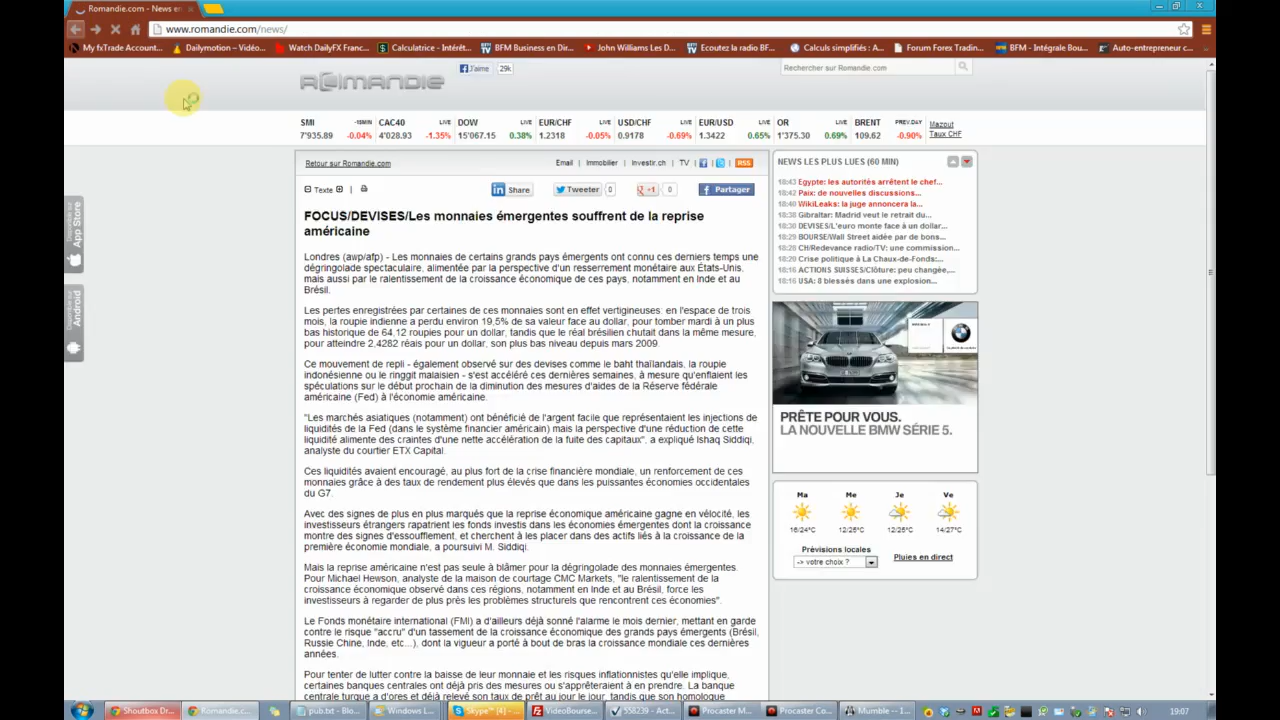 Romandie.com - News en
www.romandie.com/news/
My fxTrade Account...
Dailymotion – Vidéo...
Watch DailyFX Franc...
Calculatrice - Intérêt...
BFM Business en Dir...
John Williams Les D...
Ecoutez la radio BF...
Calculs simplifiés : A...
Forum Forex Tradin...
BFM - Intégrale Bou...
Auto-entrepreneur c...
ROMANDIE
J'aime 29k
Rechercher sur Romandie.com
SMI -15MIN CAC40 LIVE DOW LIVE EUR/CHF LIVE USD/CHF LIVE EUR/USD LIVE OR LIVE BRENT PREV.DAY Mazout
7'935.89 -0.04% 4'028.93 -1.35% 15'067.15 0.38% 1.2318 -0.05% 0.9178 -0.69% 1.3422 0.65% 1'375.30 0.69% 109.62 -0.90% Taux CHF
Retour sur Romandie.com
Email | Immobilier | Investir.ch | TV | RSS
Texte
Share
Tweeter 0
+1 0
Partager
FOCUS/DEVISES/Les monnaies émergentes souffrent de la reprise
américaine
Londres (awp/afp) - Les monnaies de certains grands pays émergents ont connu ces derniers temps une
dégringolade spectaculaire, alimentée par la perspective d'un resserrement monétaire aux États-Unis,
mais aussi par le ralentissement de la croissance économique de ces pays, notamment en Inde et au
Brésil.
Les pertes enregistrées par certaines de ces monnaies sont en effet vertigineuses: en l'espace de trois
mois, la roupie indienne a perdu environ 19,5% de sa valeur face au dollar, pour tomber mardi à un plus
bas historique de 64,12 roupies pour un dollar, tandis que le réal brésilien chutait dans la même mesure,
pour atteindre 2,4282 réais pour un dollar, son plus bas niveau depuis mars 2009.
Ce mouvement de repli - également observé sur des devises comme le baht thaïlandais, la roupie
indonésienne ou le ringgit malaisien - s'est accéléré ces dernières semaines, à mesure qu'enflaient les
spéculations sur le début prochain de la diminution des mesures d'aides de la Réserve fédérale
américaine (Fed) à l'économie américaine.
"Les marchés asiatiques (notamment) ont bénéficié de l'argent facile que représentaient les injections de
liquidités de la Fed (dans le système financier américain) mais la perspective d'une réduction de cette
liquidité alimente des craintes d'une nette accélération de la fuite des capitaux", a expliqué Ishaq Siddiqi,
analyste du courtier ETX Capital.
Ces liquidités avaient encouragé, au plus fort de la crise financière mondiale, un renforcement de ces
monnaies grâce à des taux de rendement plus élevés que dans les puissantes économies occidentales
du G7.
Avec des signes de plus en plus marqués que la reprise économique américaine gagne en vélocité, les
investisseurs étrangers rapatrient les fonds investis dans les économies émergentes dont la croissance
montre des signes d'essoufflement, et cherchent à les placer dans des actifs liés à la croissance de la
première économie mondiale, a poursuivi M. Siddiqi.
Mais la reprise américaine n'est pas seule à blâmer pour la dégringolade des monnaies émergentes.
Pour Michael Hewson, analyste de la maison de courtage CMC Markets, "le ralentissement de la
croissance économique observé dans ces régions, notamment en Inde et au Brésil, force les
investisseurs à regarder de plus près les problèmes structurels que rencontrent ces économies".
Le Fonds monétaire international (FMI) a d'ailleurs déjà sonné l'alarme le mois dernier, mettant en garde
contre le risque "accru" d'un tassement de la croissance économique des grands pays émergents (Brésil,
Russie Chine, Inde, etc...), dont la vigueur a porté à bout de bras la croissance mondiale ces dernières
années.
Pour tenter de lutter contre la baisse de leur monnaie et les risques inflationnistes qu'elle implique,
certaines banques centrales ont déjà pris des mesures ou s'apprêteraient à en prendre. La banque
centrale turque a d'ores et déjà relevé son taux de prêt au jour le jour, tandis que son homologue
NEWS LES PLUS LUES (60 MIN)
18:43 Egypte: les autorités arrêtent le chef...
18:42 Paix: de nouvelles discussions...
18:40 WikiLeaks: la juge annoncera la...
18:38 Gibraltar: Madrid veut le retrait du...
18:30 DEVISES/L'euro monte face à un dollar...
18:29 BOURSE/Wall Street aidée par de bons...
18:28 CH/Redevance radio/TV: une commission...
18:20 Crise politique à La Chaux-de-Fonds:...
18:16 ACTIONS SUISSES/Clôture: peu changée,...
18:16 USA: 8 blessés dans une explosion...
PRÊTE POUR VOUS.
LA NOUVELLE BMW SÉRIE 5.
Ma Me Je Ve
16/24°C 12/25°C 12/25°C 14/27°C
Prévisions locales
-> votre choix ?
Pluies en direct
Disponible sur
App Store
Disponible sur
Android
Shoutbox Dr...
Romandie.c...
pub.txt - Blo...
Windows L...
Skype™ [4] - ...
VideoBourse...
558239 - Act...
Procaster M...
Procaster Co...
Mumble -- 1...
19:07